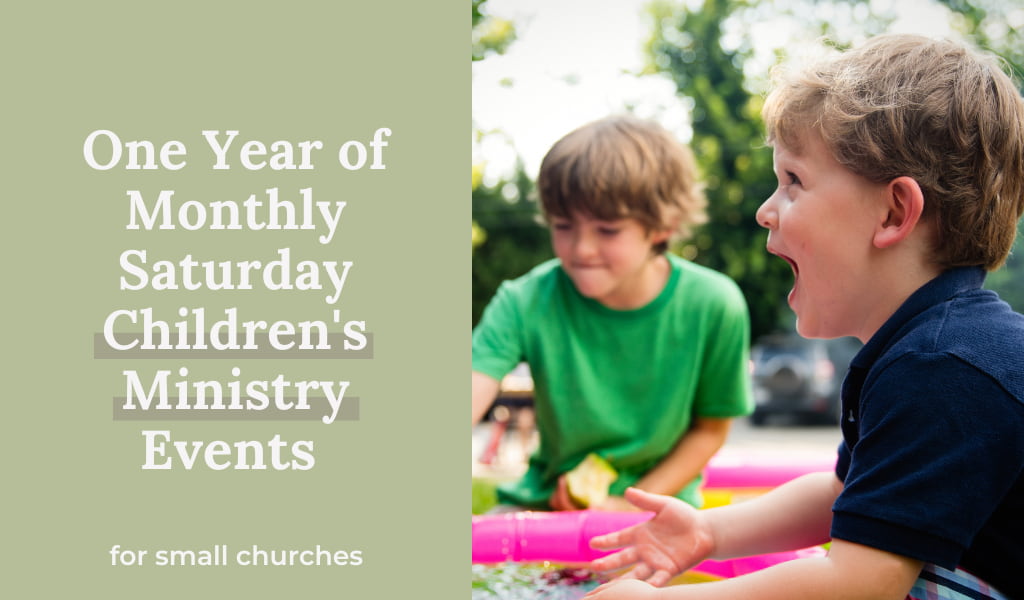 One Year of
Monthly
Saturday
Children's
Ministry
Events
for small churches